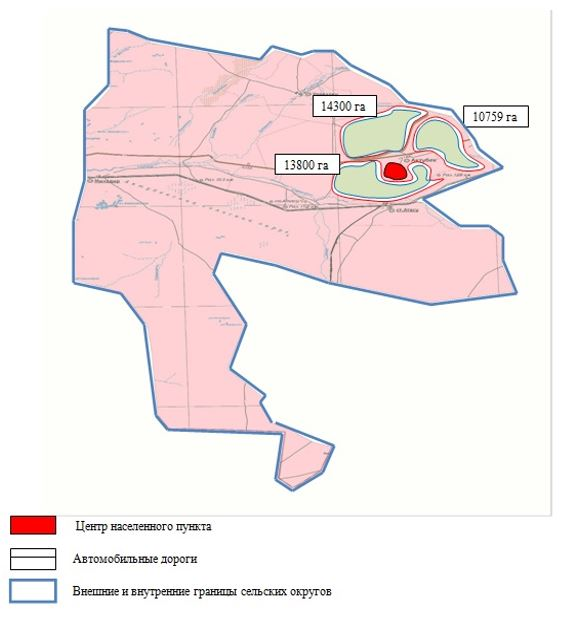 14300 га
10759 га
13800 га
Центр населенного пункта
Автомобильные дороги
Внешние и внутренние границы сельских округов